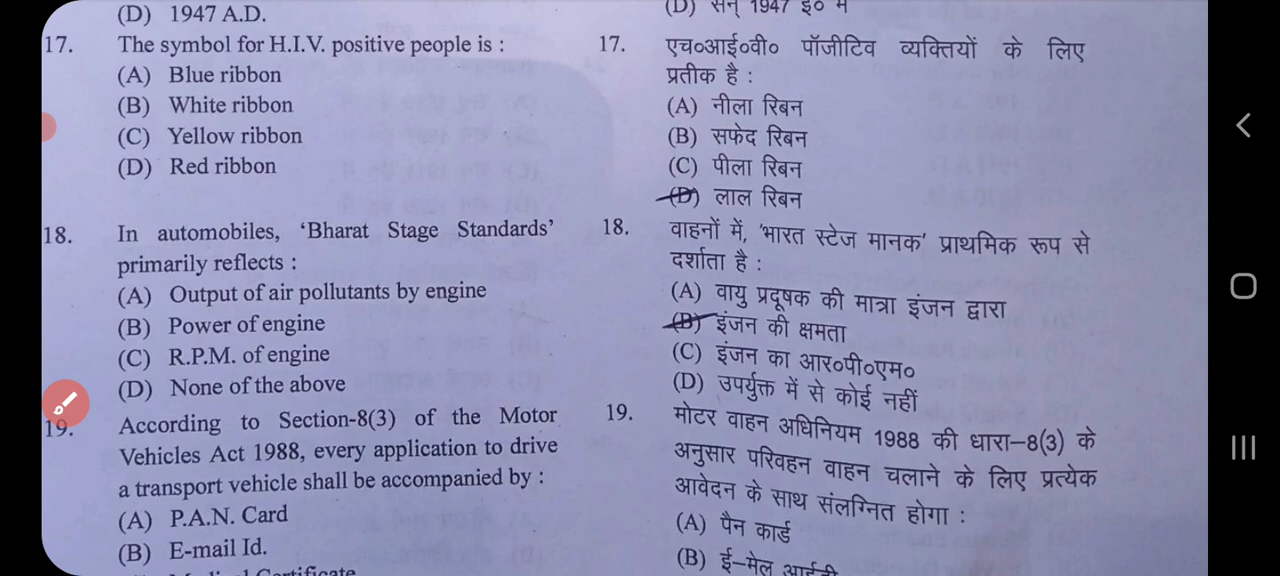 (D) 1947 A.D.
17. The symbol for H.I.V. positive people is :
(A) Blue ribbon
(B) White ribbon
(C) Yellow ribbon
(D) Red ribbon
18. In automobiles, ‘Bharat Stage Standards’
primarily reflects :
(A) Output of air pollutants by engine
(B) Power of engine
(C) R.P.M. of engine
(D) None of the above
19. According to Section-8(3) of the Motor
Vehicles Act 1988, every application to drive
a transport vehicle shall be accompanied by :
(A) P.A.N. Card
(B) E-mail Id.
Medical Certificate
(D) सन् 1947 ई० में
17. एच०आई०वी० पॉजीटिव व्यक्तियों के लिए
प्रतीक है :
(A) नीला रिबन
(B) सफेद रिबन
(C) पीला रिबन
(D) लाल रिबन
18. वाहनों में, ‘भारत स्टेज मानक’ प्राथमिक रूप से
दर्शाता है :
(A) वायु प्रदूषक की मात्रा इंजन द्वारा
(B) इंजन की क्षमता
(C) इंजन का आर०पी०एम०
(D) उपर्युक्त में से कोई नहीं
19. मोटर वाहन अधिनियम 1988 की धारा–8(3) के
अनुसार परिवहन वाहन चलाने के लिए प्रत्येक
आवेदन के साथ संलग्नित होगा :
(A) पैन कार्ड
(B) ई–मेल आईडी